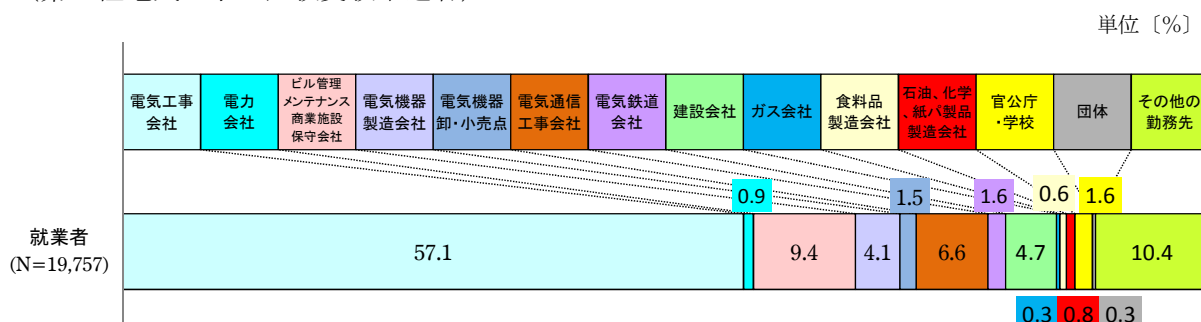 単位〔%〕
電気工事
会社
電力
会社
ビル管理
メンテナンス
商業施設
保守会社
電気機器
製造会社
電気機器
卸・小売点
電気通信
工事会社
電気鉄道
会社
建設会社
ガス会社
食料品
製造会社
石油、化学
、紙パ製品
製造会社
官公庁
・学校
団体
その他の
勤務先
0.9
1.5
1.6
0.6
1.6
就業者
(N=19,757)
57.1
9.4
4.1
6.6
4.7
10.4
0.3
0.8
0.3